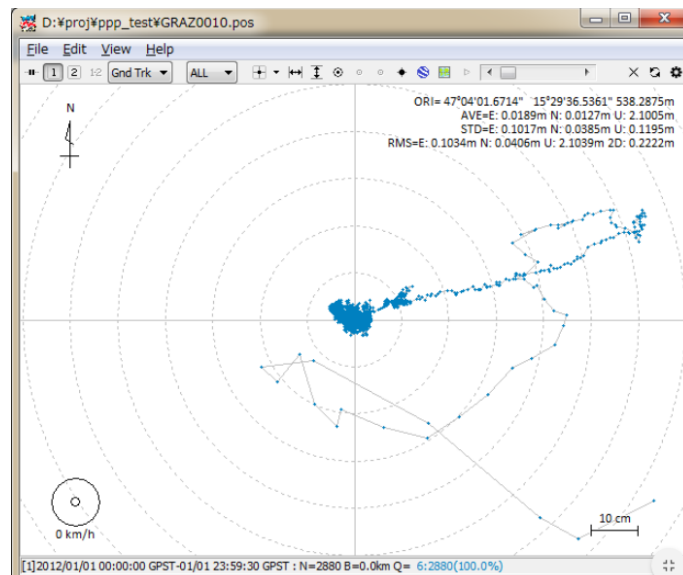 D:¥proj¥ppp_test¥GRAZ0010.pos
File Edit View Help
1 2 1-2 Gnd Trk ALL
ORI= 47°04'01.6714" 15°29'36.5361" 538.2875m
AVE=E: 0.0189m N: 0.0127m U: 2.1005m
STD=E: 0.1017m N: 0.0385m U: 0.1195m
RMS=E: 0.1034m N: 0.0406m U: 2.1039m 2D: 0.2222m
N
0 km/h
10 cm
[1]2012/01/01 00:00:00 GPST-01/01 23:59:30 GPST : N=2880 B=0.0km Q= 6:2880(100.0%)